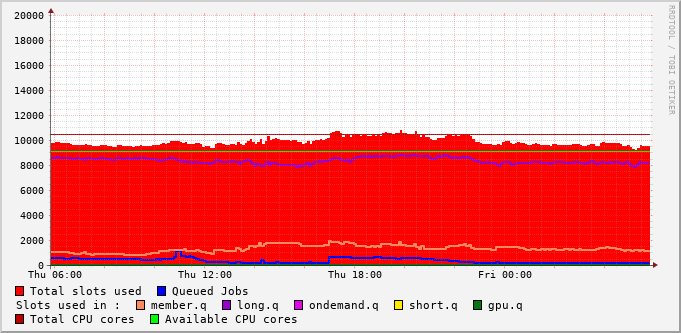 RRDTOOL / TOBI OETIKER
20000
18000
16000
14000
12000
10000
8000
6000
4000
2000
0
Thu 06:00 Thu 12:00 Thu 18:00 Fri 00:00
Total slots used Queued Jobs
Slots used in : member.q long.q ondemand.q short.q gpu.q
Total CPU cores Available CPU cores